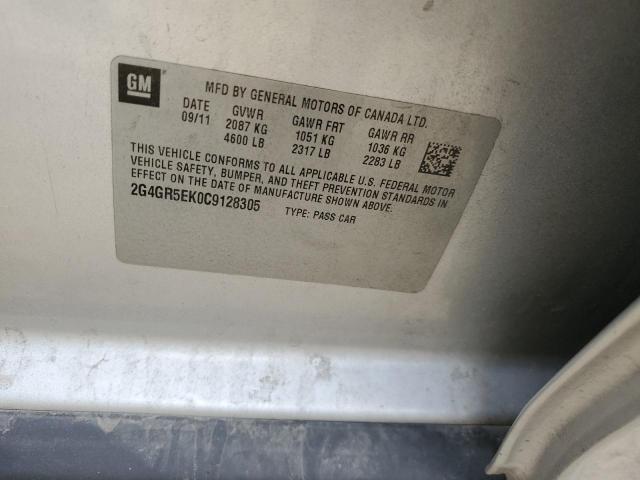 GM
MFD BY GENERAL MOTORS OF CANADA LTD.
DATE GVWR GAWR FRT GAWR RR
09/11 2087 KG 1051 KG 1036 KG
4600 LB 2317 LB 2283 LB
THIS VEHICLE CONFORMS TO ALL APPLICABLE U.S. FEDERAL MOTOR
VEHICLE SAFETY, BUMPER, AND THEFT PREVENTION STANDARDS IN
EFFECT ON THE DATE OF MANUFACTURE SHOWN ABOVE.
2G4GR5EK0C9128305 TYPE: PASS CAR